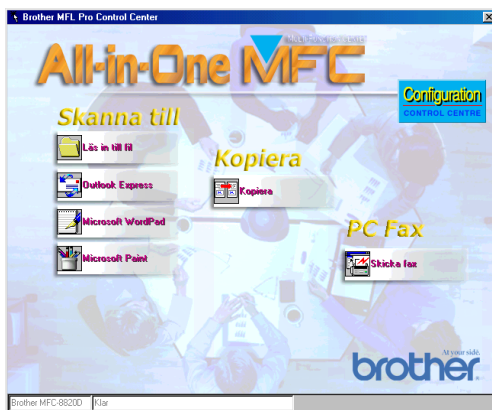 Brother MFL Pro Control Center
All-in-One MFC
Configuration
CONTROL CENTRE
Skanna till
Läs in till fil
Outlook Express
Microsoft WordPad
Microsoft Paint
Kopiera
Kopiera
PC Fax
Skicka fax
At your side.
brother
Brother MFC-8820D
Klar